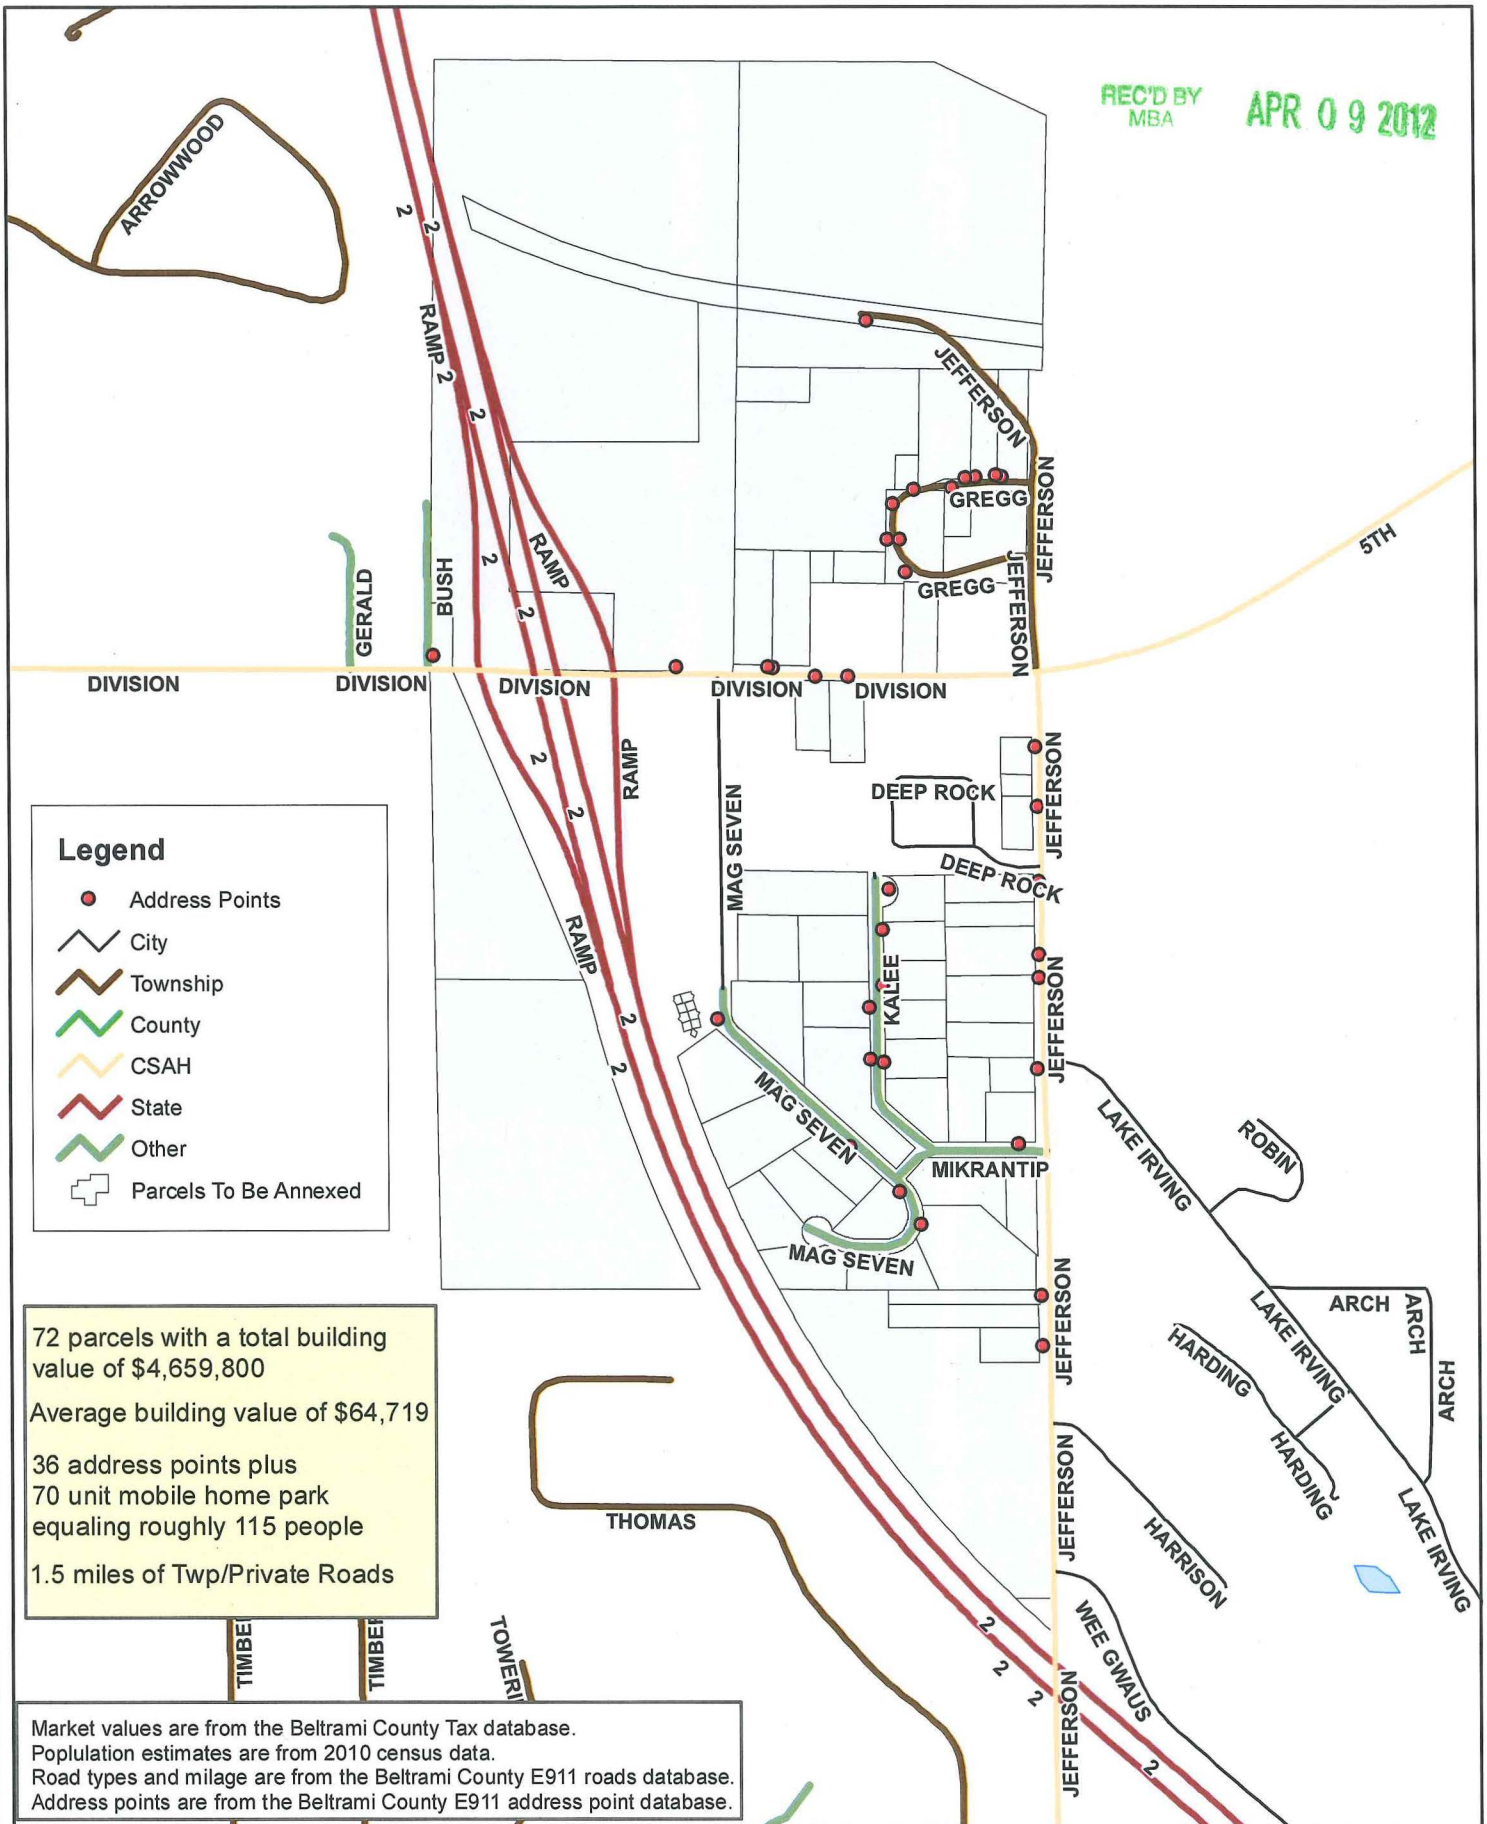 REC'D BY
MBA
APR 09 2012
ARROWWOOD
2
2
RAMP 2
2
JEFFERSON
GREGG
JEFFERSON
5TH
RAMP
2
BUSH
GERALD
GREGG
JEFFERSON
2
DIVISION
DIVISION
DIVISION
DIVISION
DIVISION
2
RAMP
2
MAG SEVEN
DEEP ROCK
JEFFERSON
DEEP ROCK
RAMP
KALEE
JEFFERSON
2
2
MAG SEVEN
MIKRANTIP
MAG SEVEN
LAKE IRVING
ROBIN
JEFFERSON
LAKE IRVING
ARCH
ARCH
ARCH
HARDING
HARDING
LAKE IRVING
JEFFERSON
HARRISON
THOMAS
WEE GWAUS
2
2
2
JEFFERSON
2
Legend
Address Points
City
Township
County
CSAH
State
Other
Parcels To Be Annexed
72 parcels with a total building
value of $4,659,800
Average building value of $64,719
36 address points plus
70 unit mobile home park
equaling roughly 115 people
1.5 miles of Twp/Private Roads
TIMBE
TIMBE
TOWERI
Market values are from the Beltrami County Tax database.
Poplulation estimates are from 2010 census data.
Road types and milage are from the Beltrami County E911 roads database.
Address points are from the Beltrami County E911 address point database.